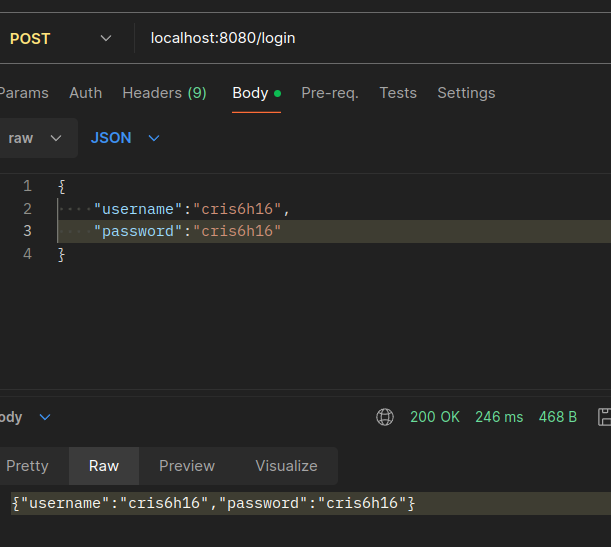 POST localhost:8080/login
Params Auth Headers (9) Body Pre-req. Tests Settings
raw JSON
1 {
2 "username":"cris6h16",
3 "password":"cris6h16"
4 }
ody 200 OK 246 ms 468 B
Pretty Raw Preview Visualize
{"username":"cris6h16","password":"cris6h16"}